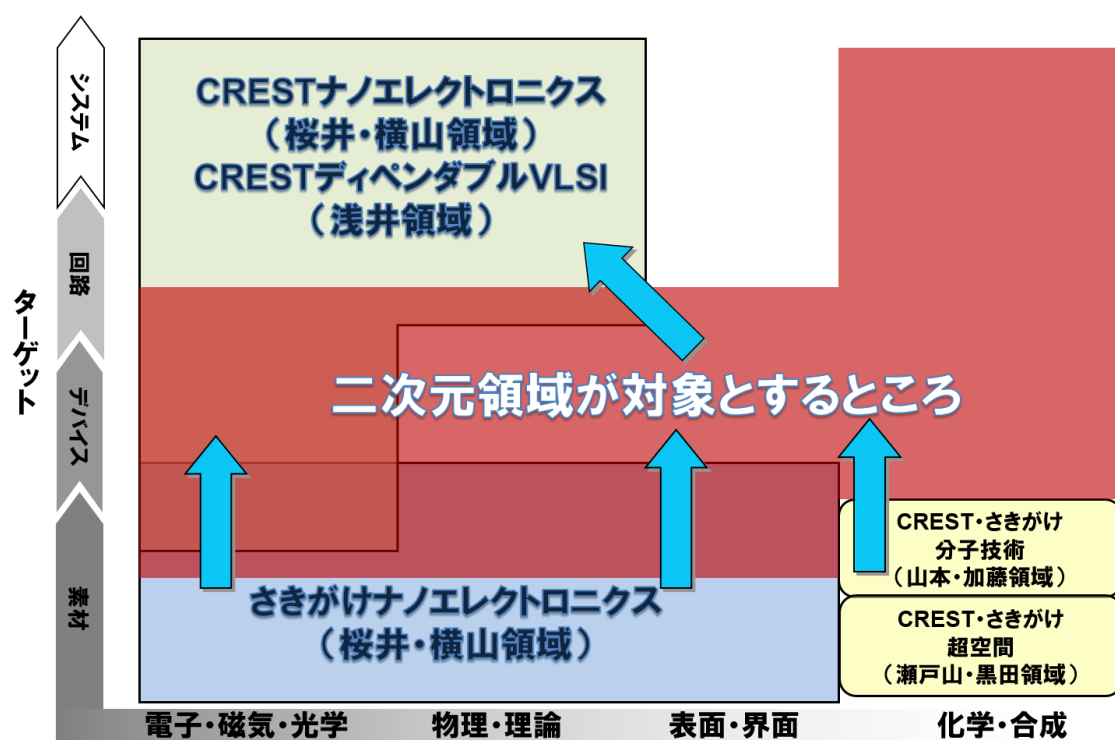 システム
回路
デバイス
素材
ターゲット
CRESTナノエレクトロニクス
（桜井・横山領域）
CRESTディペンダブルVLSI
（浅井領域）
二次元領域が対象とするところ
さきがけナノエレクトロニクス
（桜井・横山領域）
CREST・さきがけ
分子技術
（山本・加藤領域）
CREST・さきがけ
超空間
（瀬戸山・黒田領域）
電子・磁気・光学
物理・理論
表面・界面
化学・合成